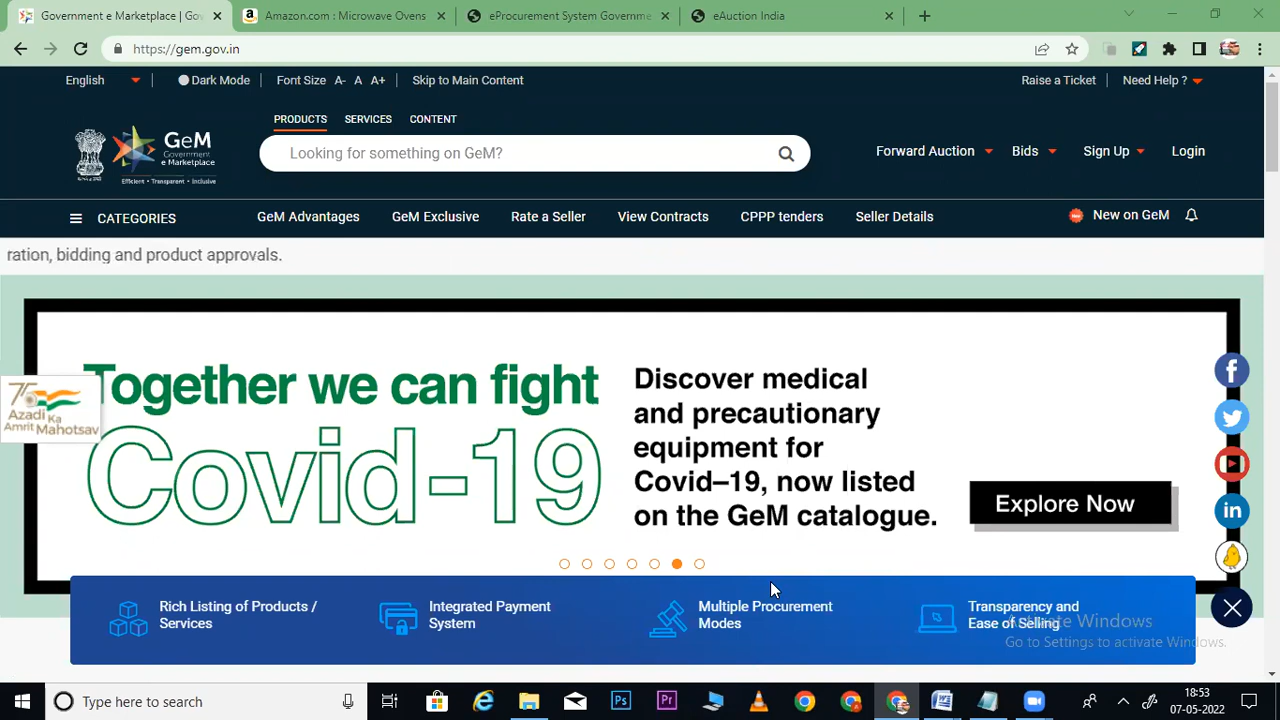 Government e Marketplace | Gov
Amazon.com : Microwave Ovens
eProcurement System Governme
eAuction India
https://gem.gov.in
English
Dark Mode
Font Size A- A A+
Skip to Main Content
Raise a Ticket
Need Help ?
PRODUCTS SERVICES CONTENT
GeM
Government
e Marketplace
Efficient • Transparent • Inclusive
Looking for something on GeM?
Forward Auction
Bids
Sign Up
Login
CATEGORIES
GeM Advantages
GeM Exclusive
Rate a Seller
View Contracts
CPPP tenders
Seller Details
New on GeM
ration, bidding and product approvals.
Together we can fight
Covid-19
Discover medical
and precautionary
equipment for
Covid–19, now listed
on the GeM catalogue.
Explore Now
75
Azadi Ka
Amrit Mahotsav
Rich Listing of Products /
Services
Integrated Payment
System
Multiple Procurement
Modes
Transparency and
Ease of Selling
Activate Windows
Go to Settings to activate Windows.
Type here to search
18:53
07-05-2022